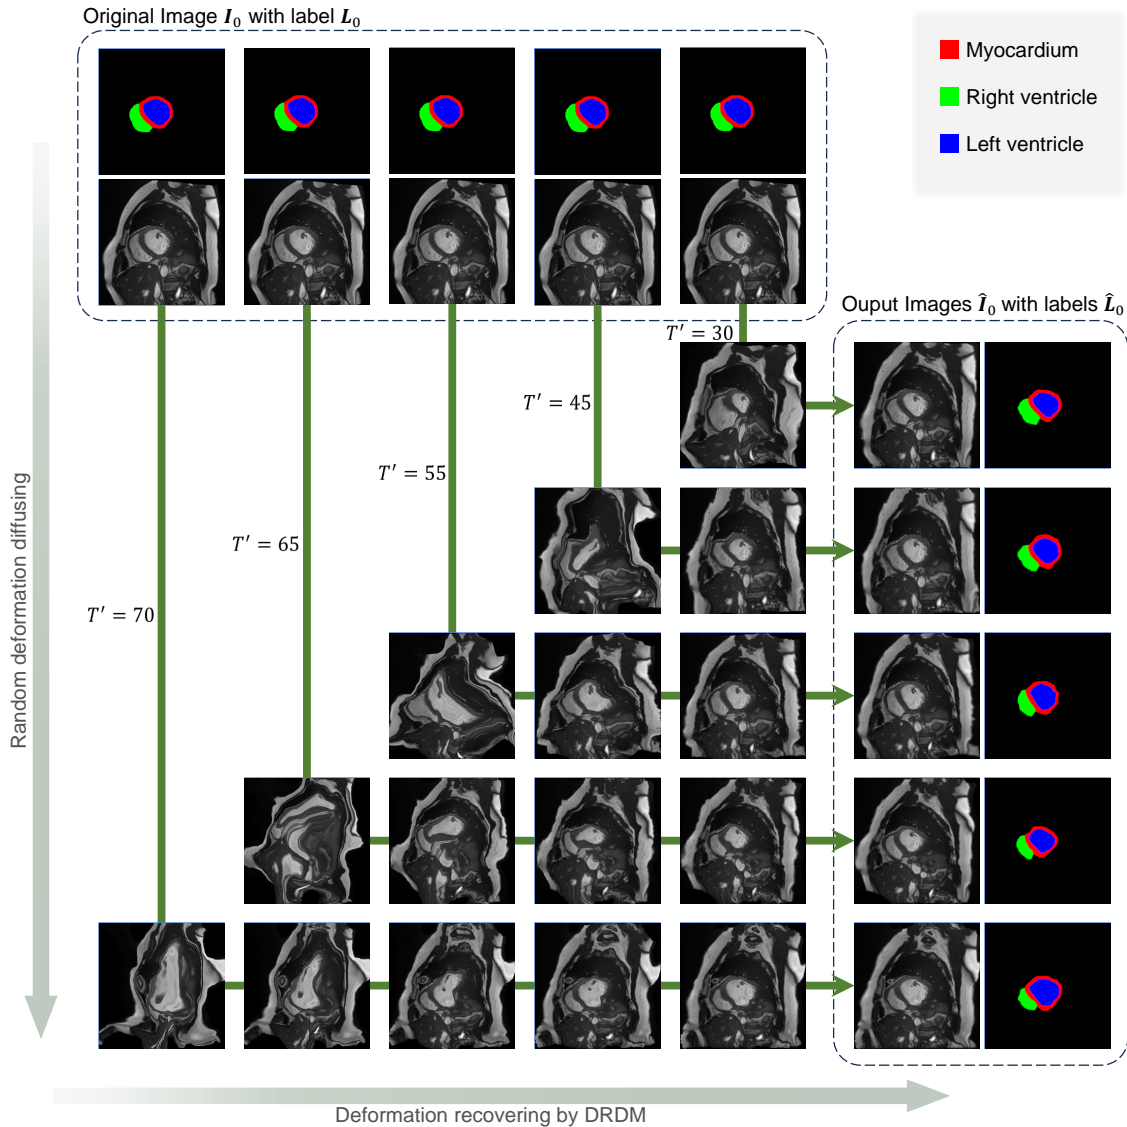 Original Image I₀ with label L₀
Myocardium
Right ventricle
Left ventricle
Ouput Images Î₀ with labels L̂₀
T′ = 30
T′ = 45
T′ = 55
T′ = 65
T′ = 70
Random deformation diffusing
Deformation recovering by DRDM